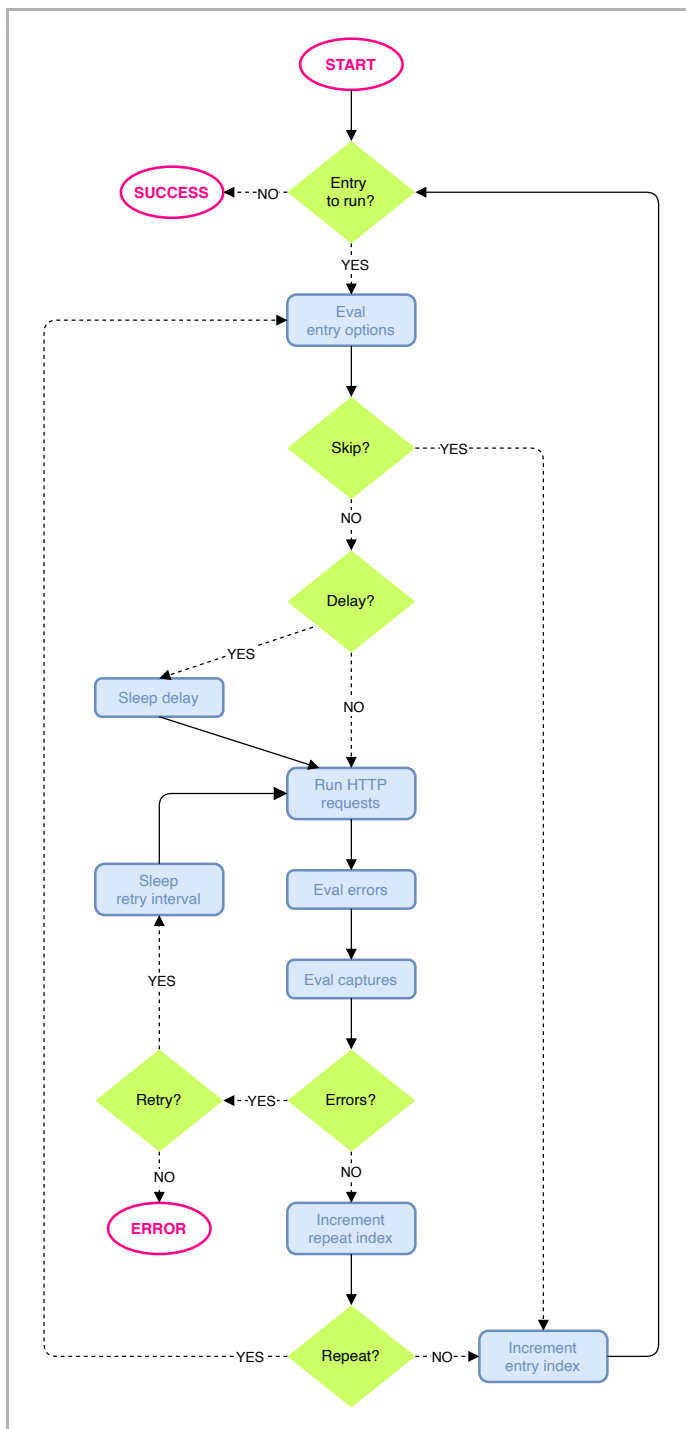 START
Entry
to run?
NO
SUCCESS
YES
Eval
entry options
Skip?
YES
NO
Delay?
YES
Sleep delay
NO
Run HTTP
requests
Sleep
retry interval
Eval errors
Eval captures
YES
Retry?
YES
Errors?
NO
NO
ERROR
Increment
repeat index
YES
Repeat?
NO
Increment
entry index